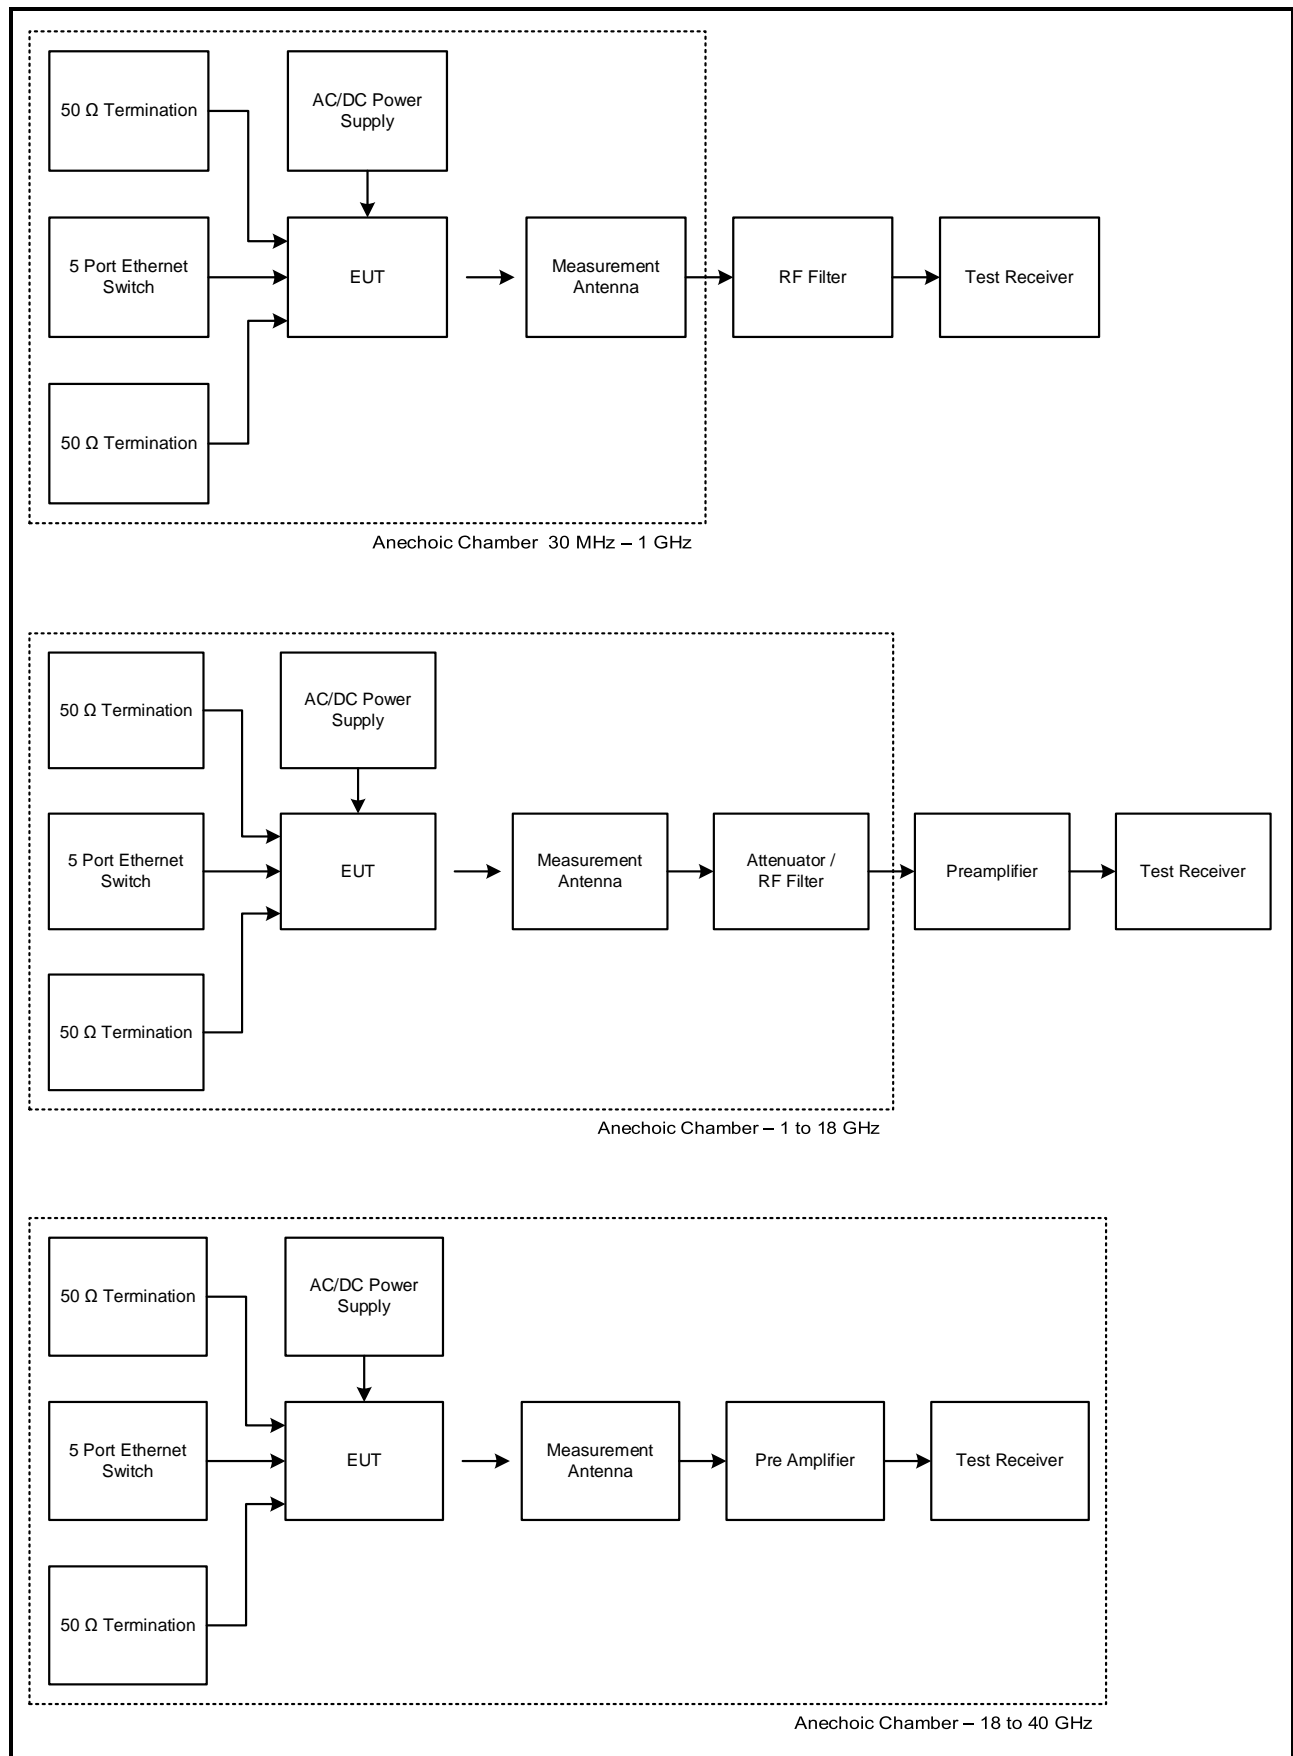 50 Ω Termination
AC/DC Power
Supply
5 Port Ethernet
Switch
EUT
Measurement
Antenna
RF Filter
Test Receiver
50 Ω Termination
Anechoic Chamber  30 MHz – 1 GHz
50 Ω Termination
AC/DC Power
Supply
5 Port Ethernet
Switch
EUT
Measurement
Antenna
Attenuator /
RF Filter
Preamplifier
Test Receiver
50 Ω Termination
Anechoic Chamber – 1 to 18 GHz
50 Ω Termination
AC/DC Power
Supply
5 Port Ethernet
Switch
EUT
Measurement
Antenna
Pre Amplifier
Test Receiver
50 Ω Termination
Anechoic Chamber – 18 to 40 GHz